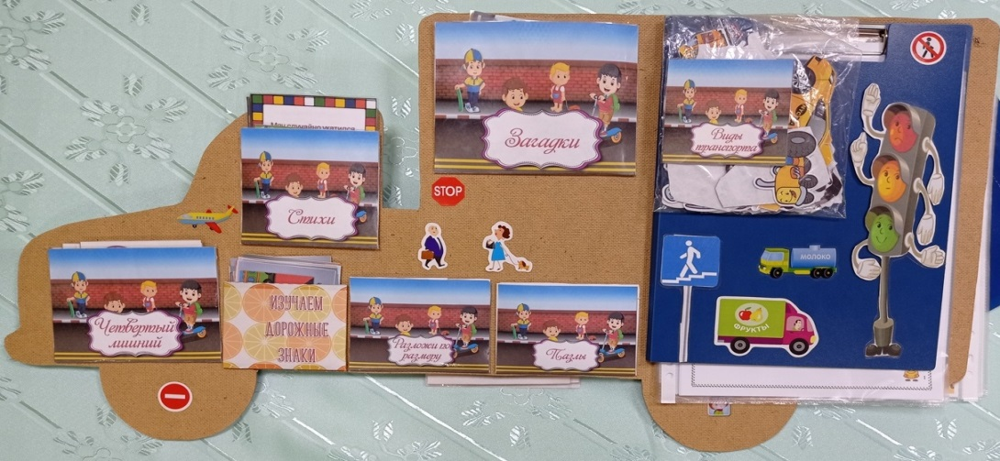 Загадки
Виды
транспорта
Стихи
STOP
Четвертый
лишний
ИЗУЧАЕМ
ДОРОЖНЫЕ
ЗНАКИ
Разложи по
размеру
Пазлы
МОЛОКО
ФРУКТЫ